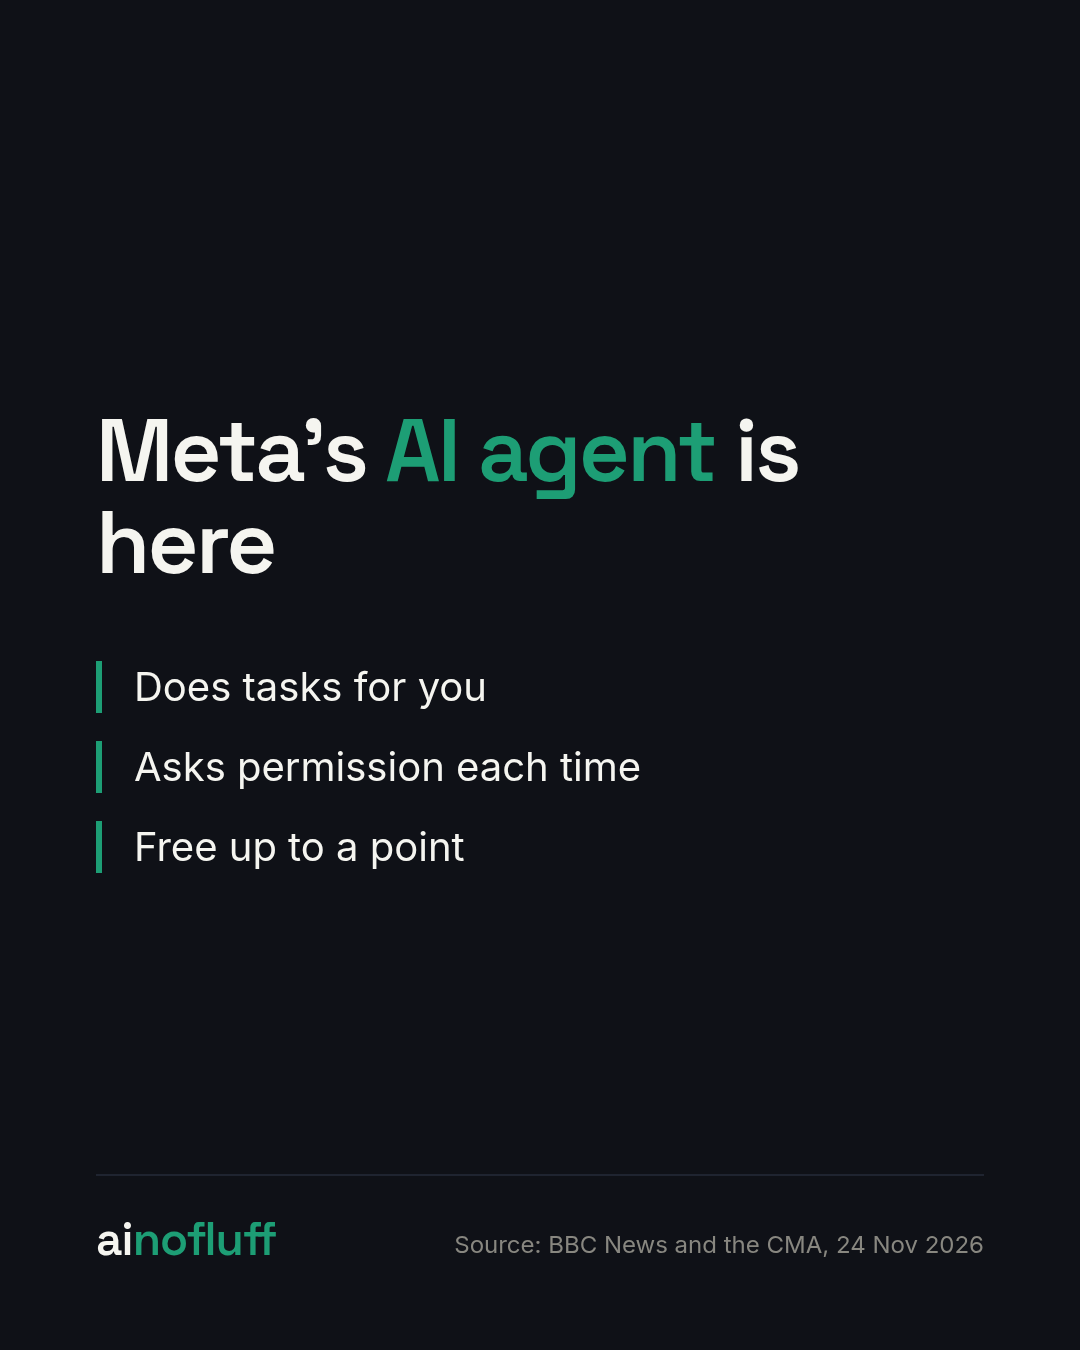 Meta’s AI agent is
here
Does tasks for you
Asks permission each time
Free up to a point
ainofluff
Source: BBC News and the CMA, 24 Nov 2026